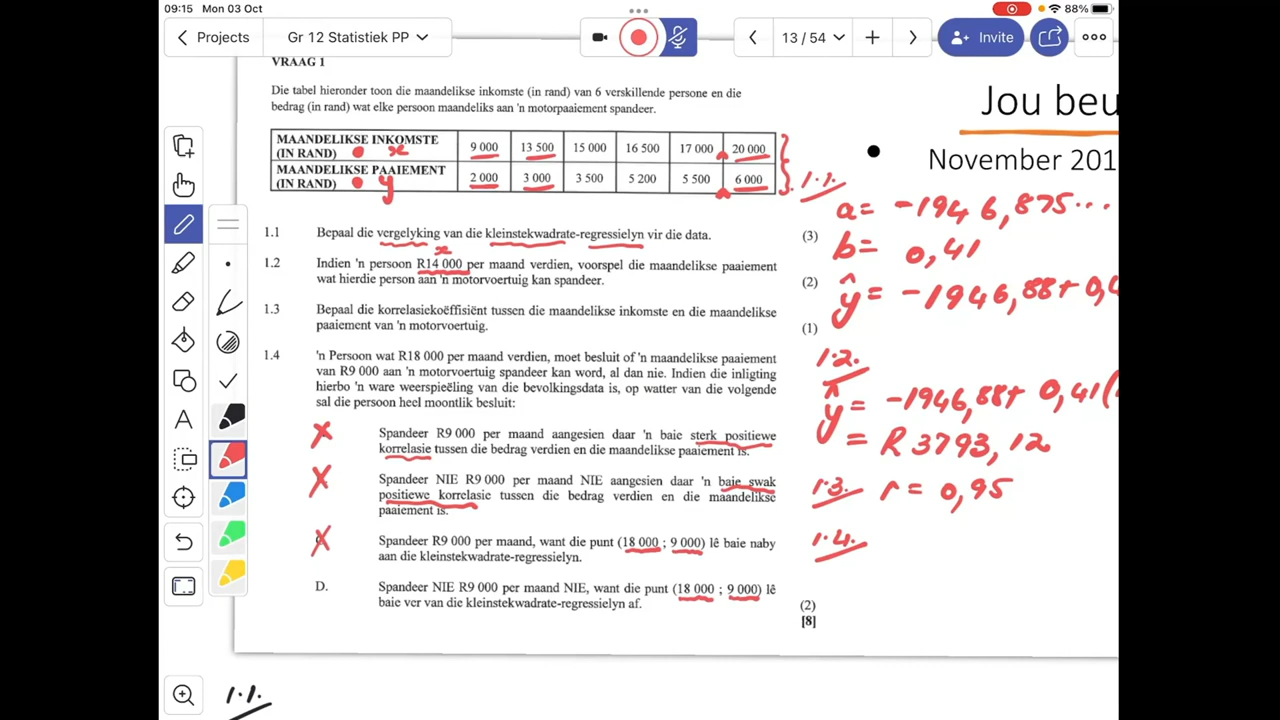 09:15 Mon 03 Oct 88%
Projects Gr 12 Statistiek PP 13 / 54 Invite
VRAAG 1
Die tabel hieronder toon die maandelikse inkomste (in rand) van 6 verskillende persone en die
bedrag (in rand) wat elke persoon maandeliks aan 'n motorpaaiement spandeer.
MAANDELIKSE INKOMSTE (IN RAND) x 9 000 13 500 15 000 16 500 17 000 20 000
MAANDELIKSE PAAIEMENT (IN RAND) y 2 000 3 000 3 500 5 200 5 500 6 000
1.1 Bepaal die vergelyking van die kleinstekwadrate-regressielyn vir die data. (3)
x
1.2 Indien 'n persoon R14 000 per maand verdien, voorspel die maandelikse paaiement
wat hierdie person aan 'n motorvoertuig kan spandeer. (2)
1.3 Bepaal die korrelasiekoëffisiënt tussen die maandelikse inkomste en die maandelikse
paaiement van 'n motorvoertuig. (1)
1.4 'n Persoon wat R18 000 per maand verdien, moet besluit of 'n maandelikse paaiement
van R9 000 aan 'n motorvoertuig spandeer kan word, al dan nie. Indien die inligting
hierbo 'n ware weerspieëling van die bevolkingsdata is, op watter van die volgende
sal die persoon heel moontlik besluit:
Spandeer R9 000 per maand aangesien daar 'n baie sterk positiewe
korrelasie tussen die bedrag verdien en die maandelikse paaiement is.
Spandeer NIE R9 000 per maand NIE aangesien daar 'n baie swak
positiewe korrelasie tussen die bedrag verdien en die maandelikse
paaiement is.
Spandeer R9 000 per maand, want die punt (18 000 ; 9 000) lê baie naby
aan die kleinstekwadrate-regressielyn.
D. Spandeer NIE R9 000 per maand NIE, want die punt (18 000 ; 9 000) lê
baie ver van die kleinstekwadrate-regressielyn af. (2)
[8]
Jou beu
November 201
1.1.
a= -1946,875...
b= 0,41
ŷ = -1946,88+ 0,4
1.2.
ŷ = -1946,88+ 0,41(
= R3793,12
1.3. r = 0,95
1.4.
A
1.1.